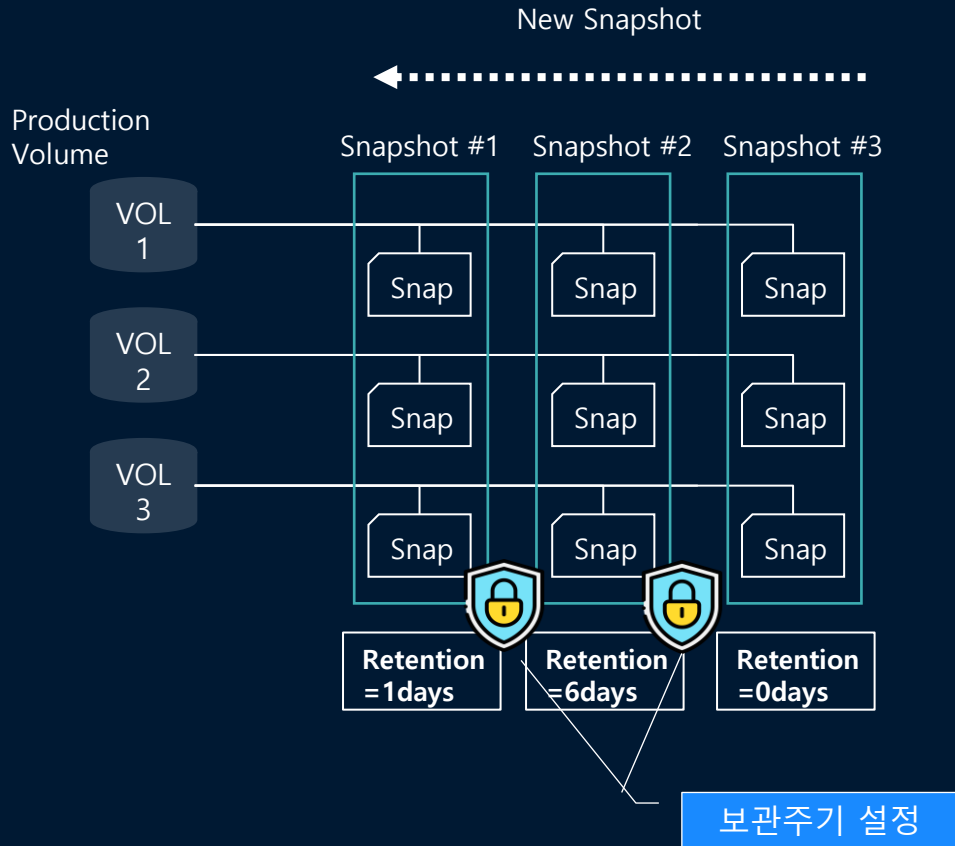 New Snapshot
Production
Volume
Snapshot #1
Snapshot #2
Snapshot #3
VOL
1
Snap
Snap
Snap
VOL
2
Snap
Snap
Snap
VOL
3
Snap
Snap
Snap
Retention
=1days
Retention
=6days
Retention
=0days
보관주기 설정